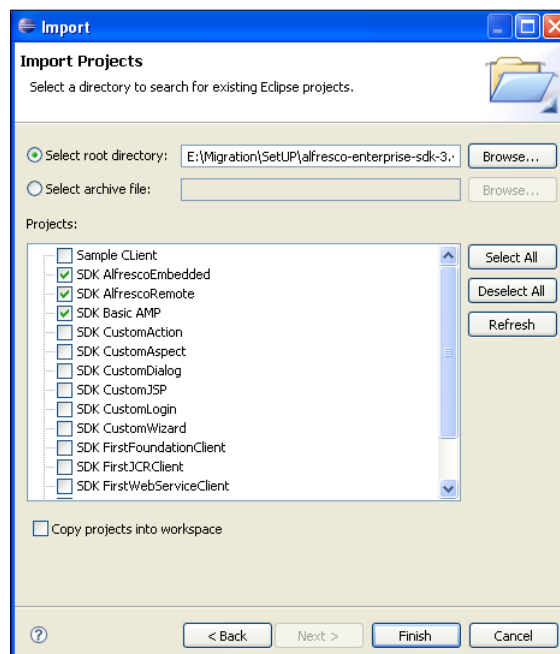 Import
Import Projects
Select a directory to search for existing Eclipse projects.
Select root directory: E:\Migration\SetUP\alfresco-enterprise-sdk-3. Browse...
Select archive file: Browse...
Projects:
Sample CLient
SDK AlfrescoEmbedded
SDK AlfrescoRemote
SDK Basic AMP
SDK CustomAction
SDK CustomAspect
SDK CustomDialog
SDK CustomJSP
SDK CustomLogin
SDK CustomWizard
SDK FirstFoundationClient
SDK FirstJCRClient
SDK FirstWebServiceClient
Select All
Deselect All
Refresh
Copy projects into workspace
? < Back Next > Finish Cancel